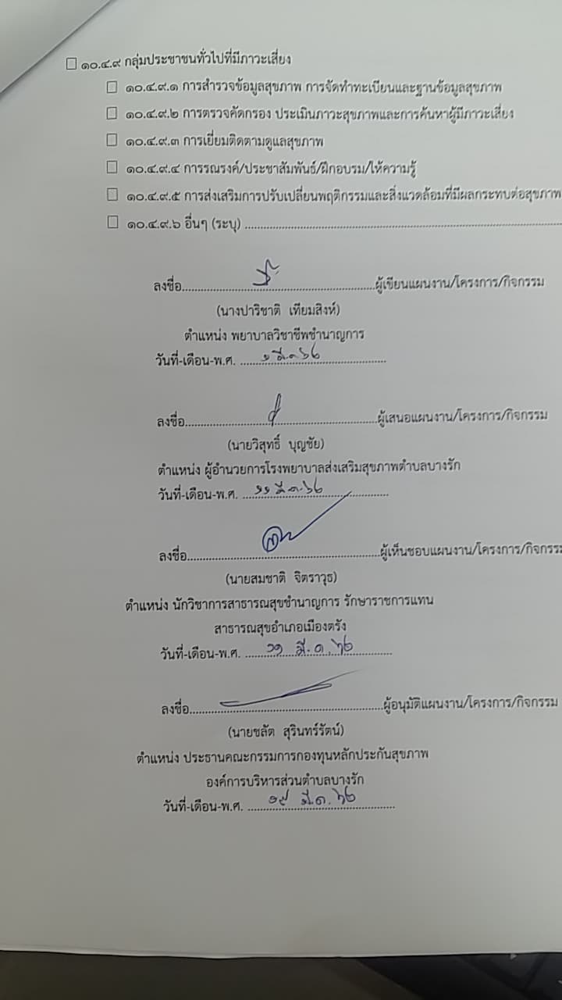 ๑๐.๔.๙ กลุ่มประชาชนทั่วไปที่มีภาวะเสี่ยง
๑๐.๔.๙.๑ การสำรวจข้อมูลสุขภาพ การจัดทำทะเบียนและฐานข้อมูลสุขภาพ
๑๐.๔.๙.๒ การตรวจคัดกรอง ประเมินภาวะสุขภาพและการค้นหาผู้มีภาวะเสี่ยง
๑๐.๔.๙.๓ การเยี่ยมติดตามดูแลสุขภาพ
๑๐.๔.๙.๔ การรณรงค์/ประชาสัมพันธ์/ฝึกอบรม/ให้ความรู้
๑๐.๔.๙.๕ การส่งเสริมการปรับเปลี่ยนพฤติกรรมและสิ่งแวดล้อมที่มีผลกระทบต่อสุขภาพ
๑๐.๔.๙.๖ อื่นๆ (ระบุ) ............................................................
ลงชื่อ..................................................ผู้เขียนแผนงาน/โครงการ/กิจกรรม
(นางปาริชาติ เทียมสิงห์)
ตำแหน่ง พยาบาลวิชาชีพชำนาญการ
วันที่-เดือน-พ.ศ. ......................................
ลงชื่อ..................................................ผู้เสนอแผนงาน/โครงการ/กิจกรรม
(นายวิสุทธิ์ บุญชัย)
ตำแหน่ง ผู้อำนวยการโรงพยาบาลส่งเสริมสุขภาพตำบลบางรัก
วันที่-เดือน-พ.ศ. ๑๑ มี.ค. ๖๒
ลงชื่อ..................................................ผู้เห็นชอบแผนงาน/โครงการ/กิจกรรม
(นายสมชาติ จิตราวุธ)
ตำแหน่ง นักวิชาการสาธารณสุขชำนาญการ รักษาราชการแทน
สาธารณสุขอำเภอเมืองตรัง
วันที่-เดือน-พ.ศ. ๑๑ มี.ค. ๖๒
ลงชื่อ..................................................ผู้อนุมัติแผนงาน/โครงการ/กิจกรรม
(นายชลัต สุรินทร์รัตน์)
ตำแหน่ง ประธานคณะกรรมการกองทุนหลักประกันสุขภาพ
องค์การบริหารส่วนตำบลบางรัก
วันที่-เดือน-พ.ศ. ๑๙ มี.ค. ๖๒